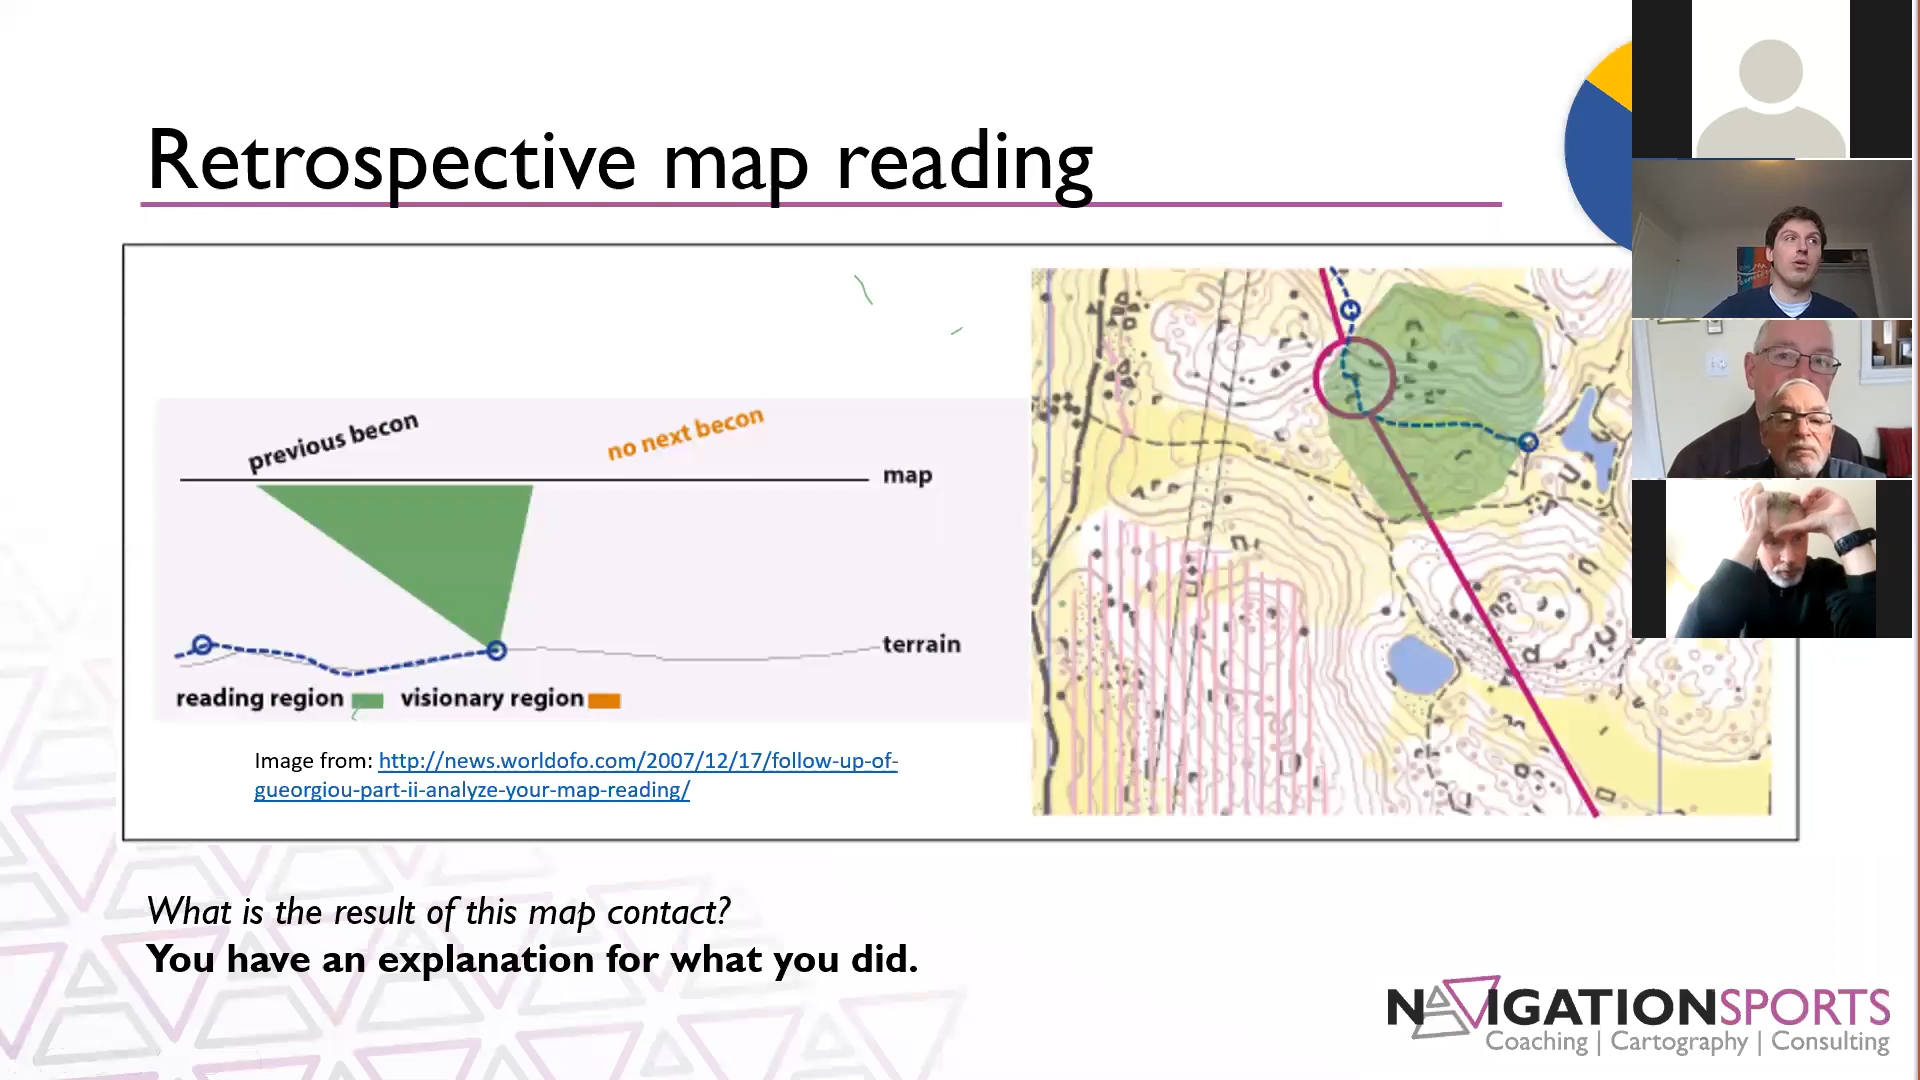 Retrospective map reading
previous becon
no next becon
map
terrain
reading region visionary region
Image from: http://news.worldofo.com/2007/12/17/follow-up-of-
gueorgiou-part-ii-analyze-your-map-reading/
What is the result of this map contact?
You have an explanation for what you did.
NAVIGATIONSPORTS
Coaching | Cartography | Consulting